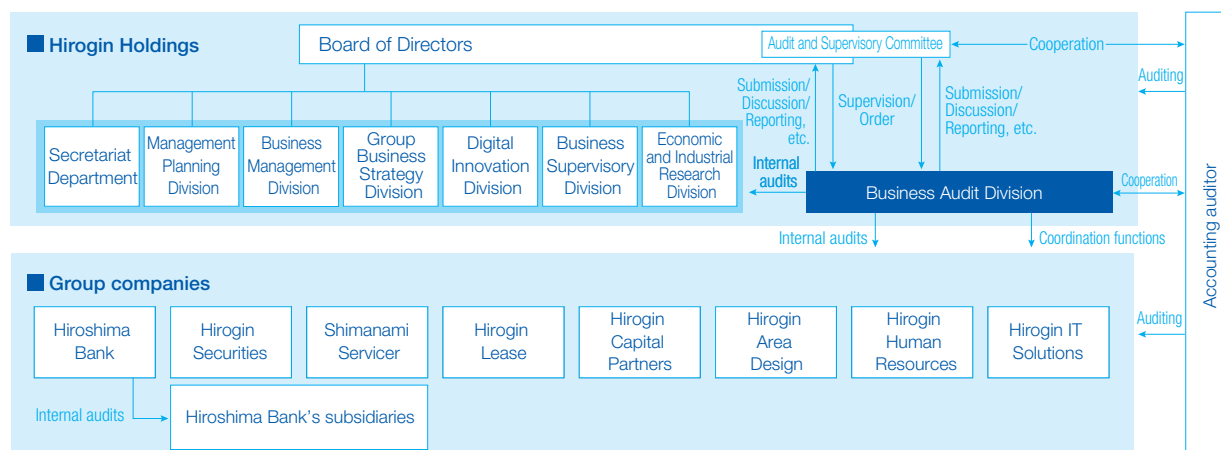 Hirogin Holdings
Board of Directors
Audit and Supervisory Committee
Cooperation
Auditing
Submission/
Discussion/
Reporting,
etc.
Supervision/
Order
Submission/
Discussion/
Reporting, etc.
Secretariat
Department
Management
Planning
Division
Business
Management
Division
Group
Business
Strategy
Division
Digital
Innovation
Division
Business
Supervisory
Division
Economic
and Industrial
Research
Division
Internal
audits
Business Audit Division
Cooperation
Internal audits
Coordination functions
Accounting auditor
Group companies
Hiroshima
Bank
Hirogin
Securities
Shimanami
Servicer
Hirogin
Lease
Hirogin
Capital
Partners
Hirogin
Area
Design
Hirogin
Human
Resources
Hirogin IT
Solutions
Auditing
Internal audits
Hiroshima Bank's subsidiaries